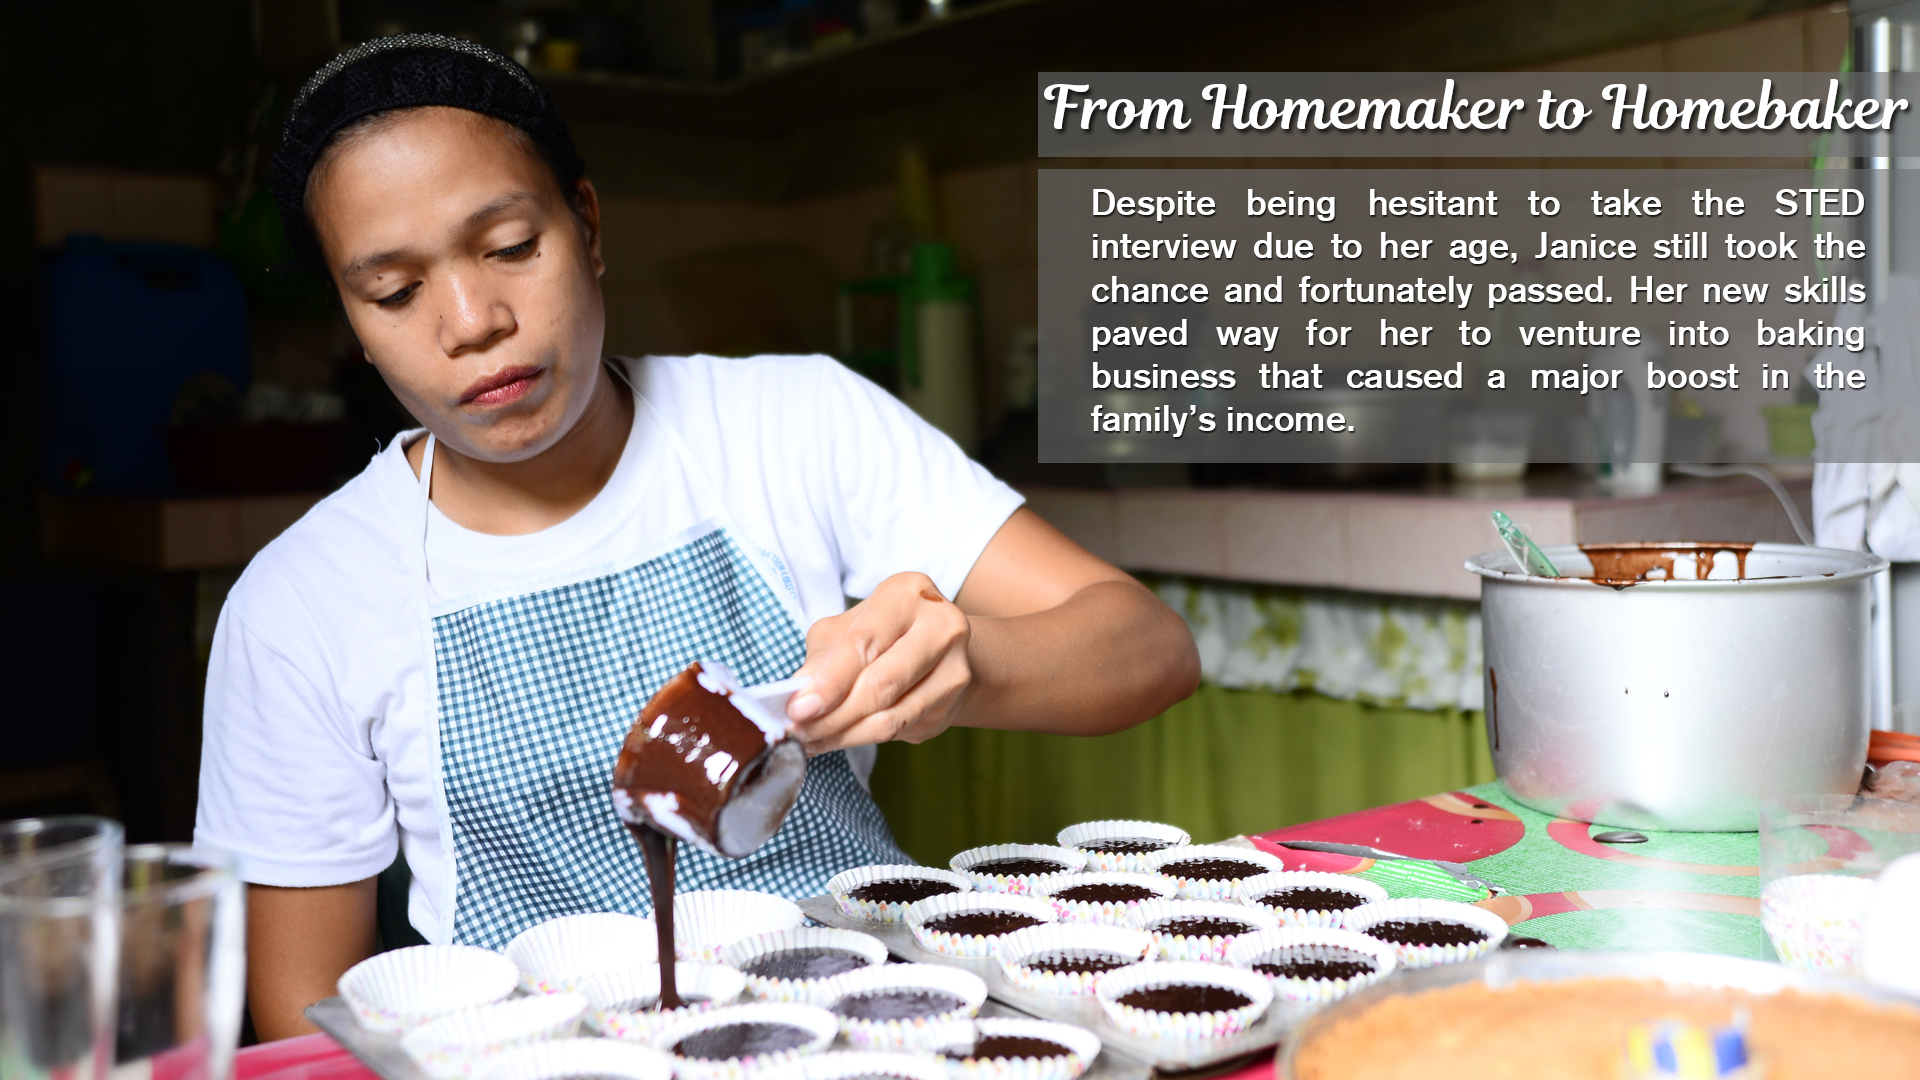 From Homemaker to Homebaker
Despite being hesitant to take the STED
interview due to her age, Janice still took the
chance and fortunately passed. Her new skills
paved way for her to venture into baking
business that caused a major boost in the
family’s income.